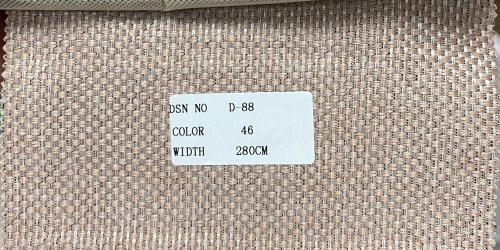 DSN NO D-88
COLOR 46
WIDTH 280CM